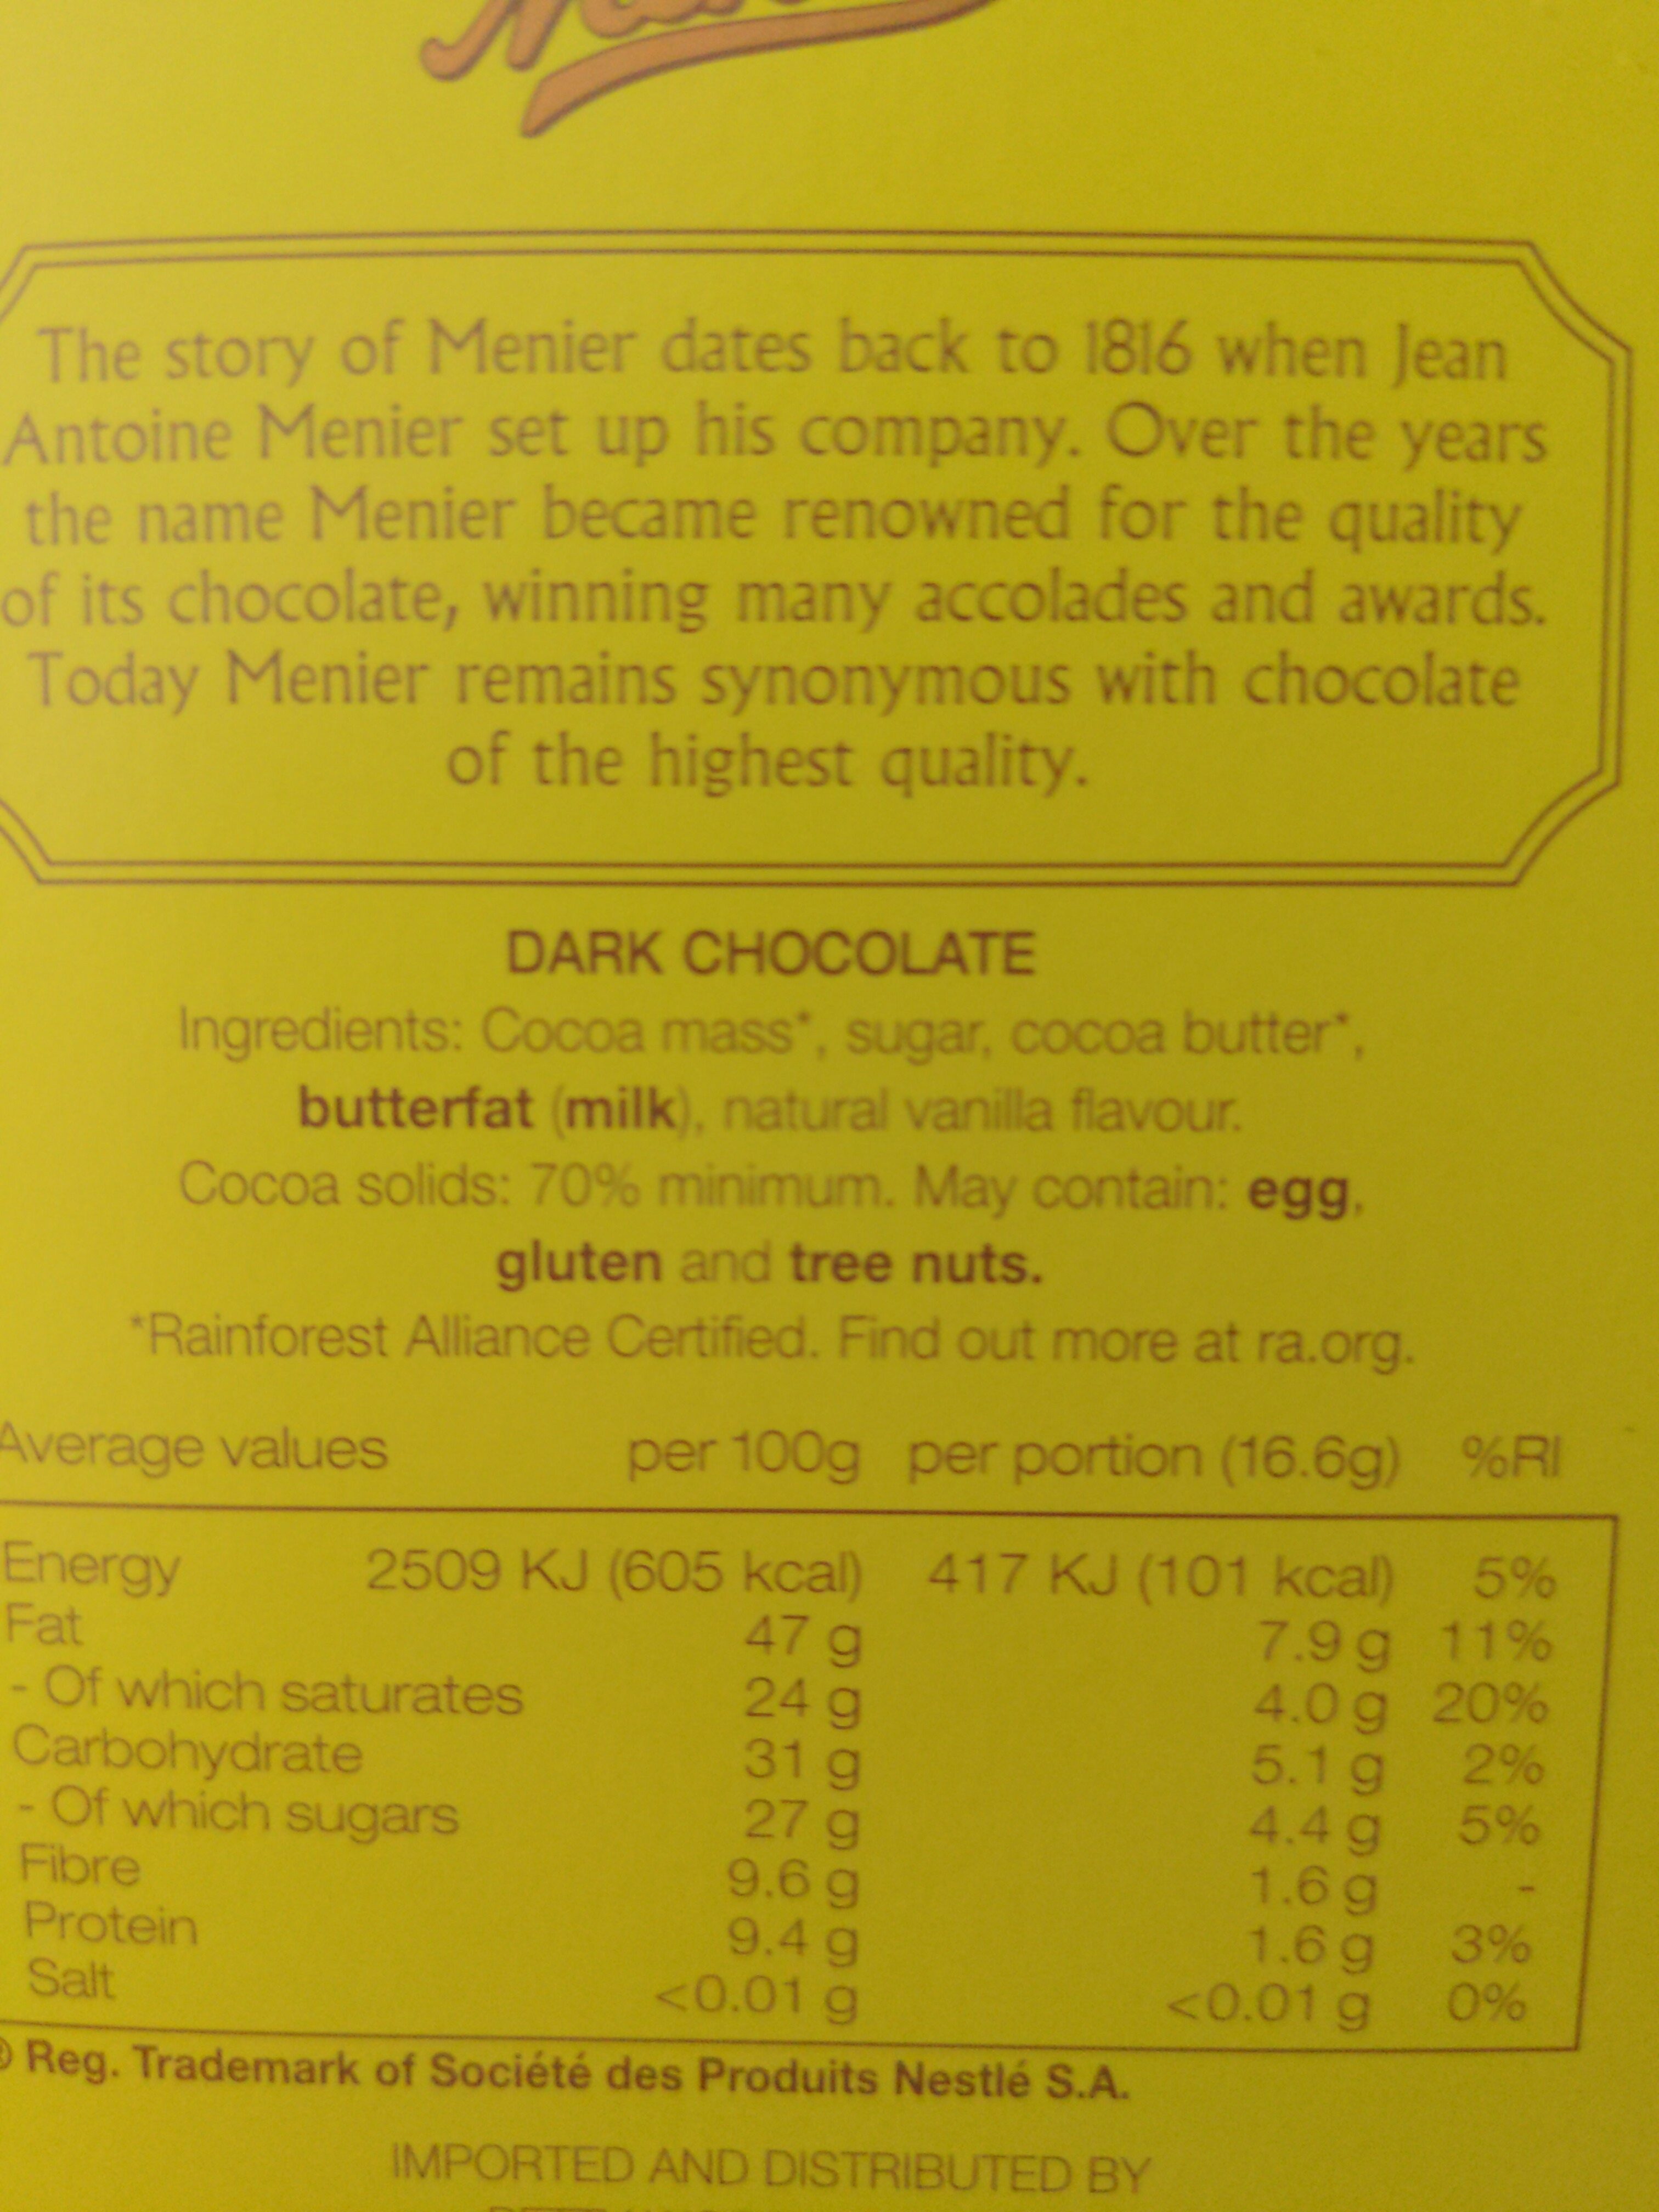 The story of Menier dates back to 1816 when Jean
Antoine Menier set up his company. Over the years
the name Menier became renowned for the quality
of its chocolate, winning many accolades and awards.
Today Menier remains synonymous with chocolate
of the highest quality.
DARK CHOCOLATE
Ingredients: Cocoa mass*, sugar, cocoa butter*,
butterfat (milk), natural vanilla flavour.
Cocoa solids: 70% minimum. May contain: egg,
gluten and tree nuts.
*Rainforest Alliance Certified. Find out more at ra.org.
Average values per 100g per portion (16.6g) %RI
Energy 2509 KJ (605 kcal) 417 KJ (101 kcal) 5%
Fat 47 g 7.9 g 11%
- Of which saturates 24 g 4.0 g 20%
Carbohydrate 31 g 5.1 g 2%
- Of which sugars 27 g 4.4 g 5%
Fibre 9.6 g 1.6 g -
Protein 9.4 g 1.6 g 3%
Salt <0.01 g <0.01 g 0%
® Reg. Trademark of Société des Produits Nestlé S.A.
IMPORTED AND DISTRIBUTED BY